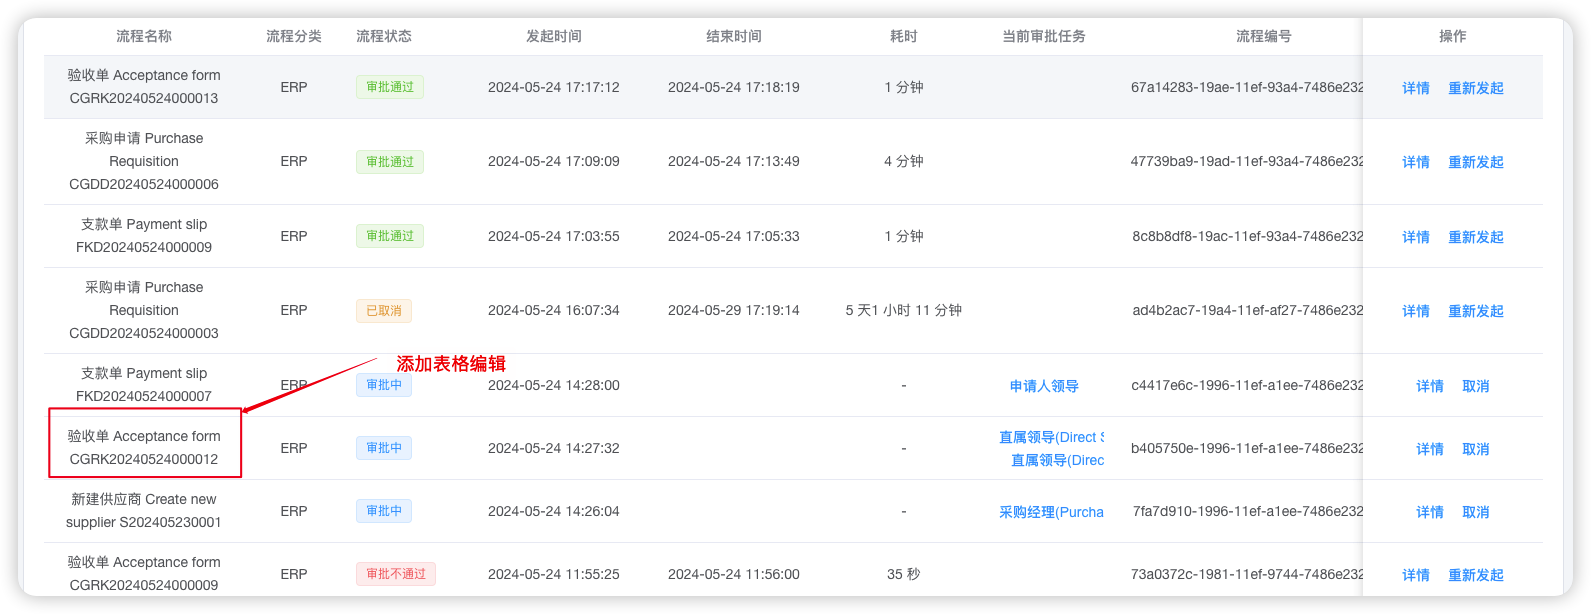 流程名称 流程分类 流程状态 发起时间 结束时间 耗时 当前审批任务 流程编号 操作
验收单 Acceptance form
CGRK20240524000013 ERP 审批通过 2024-05-24 17:17:12 2024-05-24 17:18:19 1 分钟 67a14283-19ae-11ef-93a4-7486e232 详情 重新发起
采购申请 Purchase
Requisition ERP 审批通过 2024-05-24 17:09:09 2024-05-24 17:13:49 4 分钟 47739ba9-19ad-11ef-93a4-7486e232 详情 重新发起
CGDD20240524000006
支款单 Payment slip
FKD20240524000009 ERP 审批通过 2024-05-24 17:03:55 2024-05-24 17:05:33 1 分钟 8c8b8df8-19ac-11ef-93a4-7486e232 详情 重新发起
采购申请 Purchase
Requisition ERP 已取消 2024-05-24 16:07:34 2024-05-29 17:19:14 5 天1 小时 11 分钟 ad4b2ac7-19a4-11ef-af27-7486e232 详情 重新发起
CGDD20240524000003
添加表格编辑
支款单 Payment slip
FKD20240524000007 ERP 审批中 2024-05-24 14:28:00 - 申请人领导 c4417e6c-1996-11ef-a1ee-7486e232 详情 取消
验收单 Acceptance form
CGRK20240524000012 ERP 审批中 2024-05-24 14:27:32 - 直属领导(Direct S
直属领导(Direc b405750e-1996-11ef-a1ee-7486e232 详情 取消
新建供应商 Create new
supplier S202405230001 ERP 审批中 2024-05-24 14:26:04 - 采购经理(Purcha 7fa7d910-1996-11ef-a1ee-7486e232 详情 取消
验收单 Acceptance form
CGRK20240524000009 ERP 审批不通过 2024-05-24 11:55:25 2024-05-24 11:56:00 35 秒 73a0372c-1981-11ef-9744-7486e232 详情 重新发起